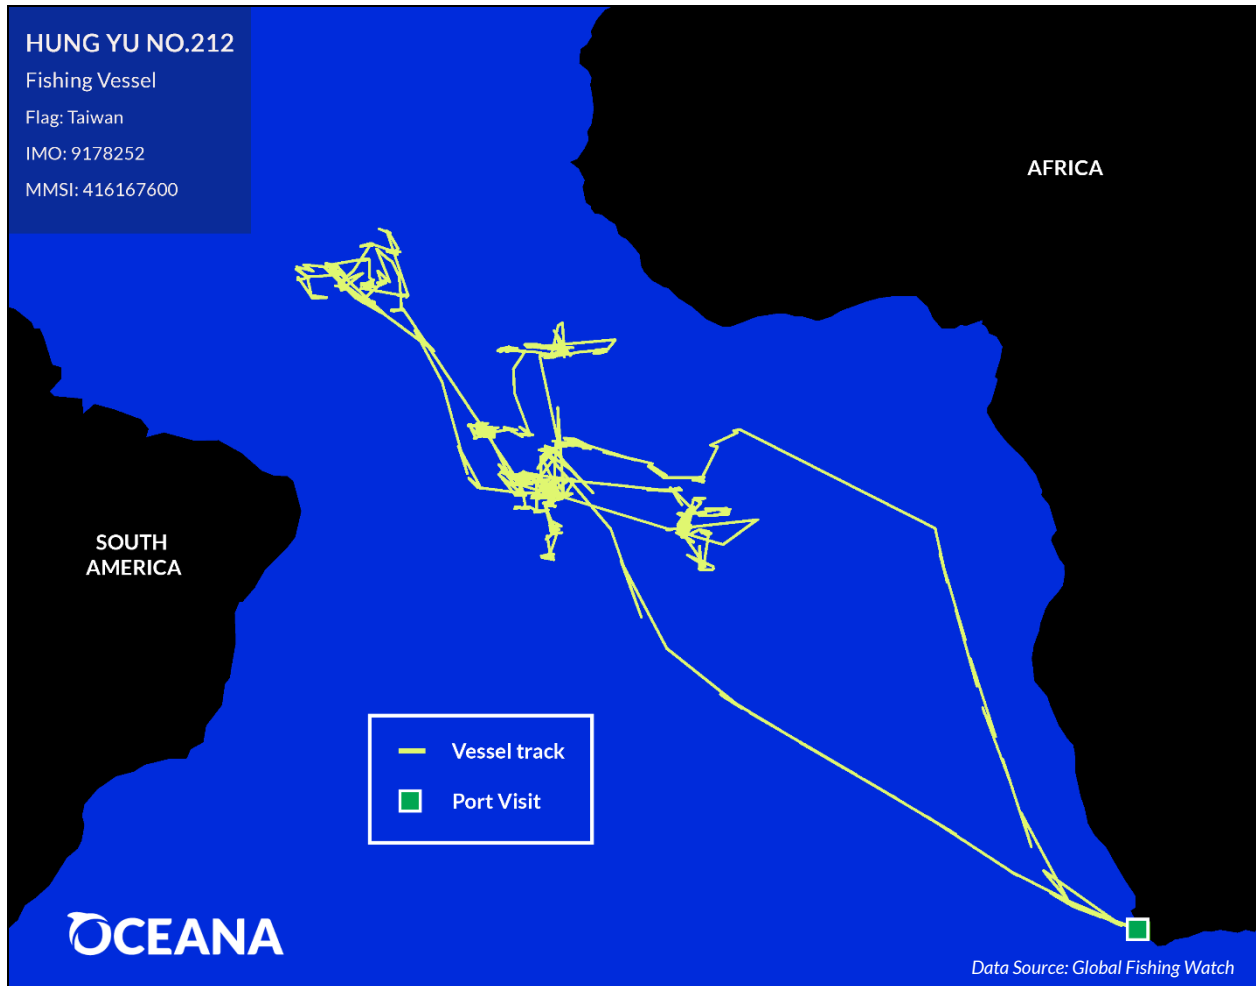 HUNG YU NO.212
Fishing Vessel
Flag: Taiwan
IMO: 9178252
MMSI: 416167600
AFRICA
SOUTH
AMERICA
Vessel track
Port Visit
OCEANA
Data Source: Global Fishing Watch